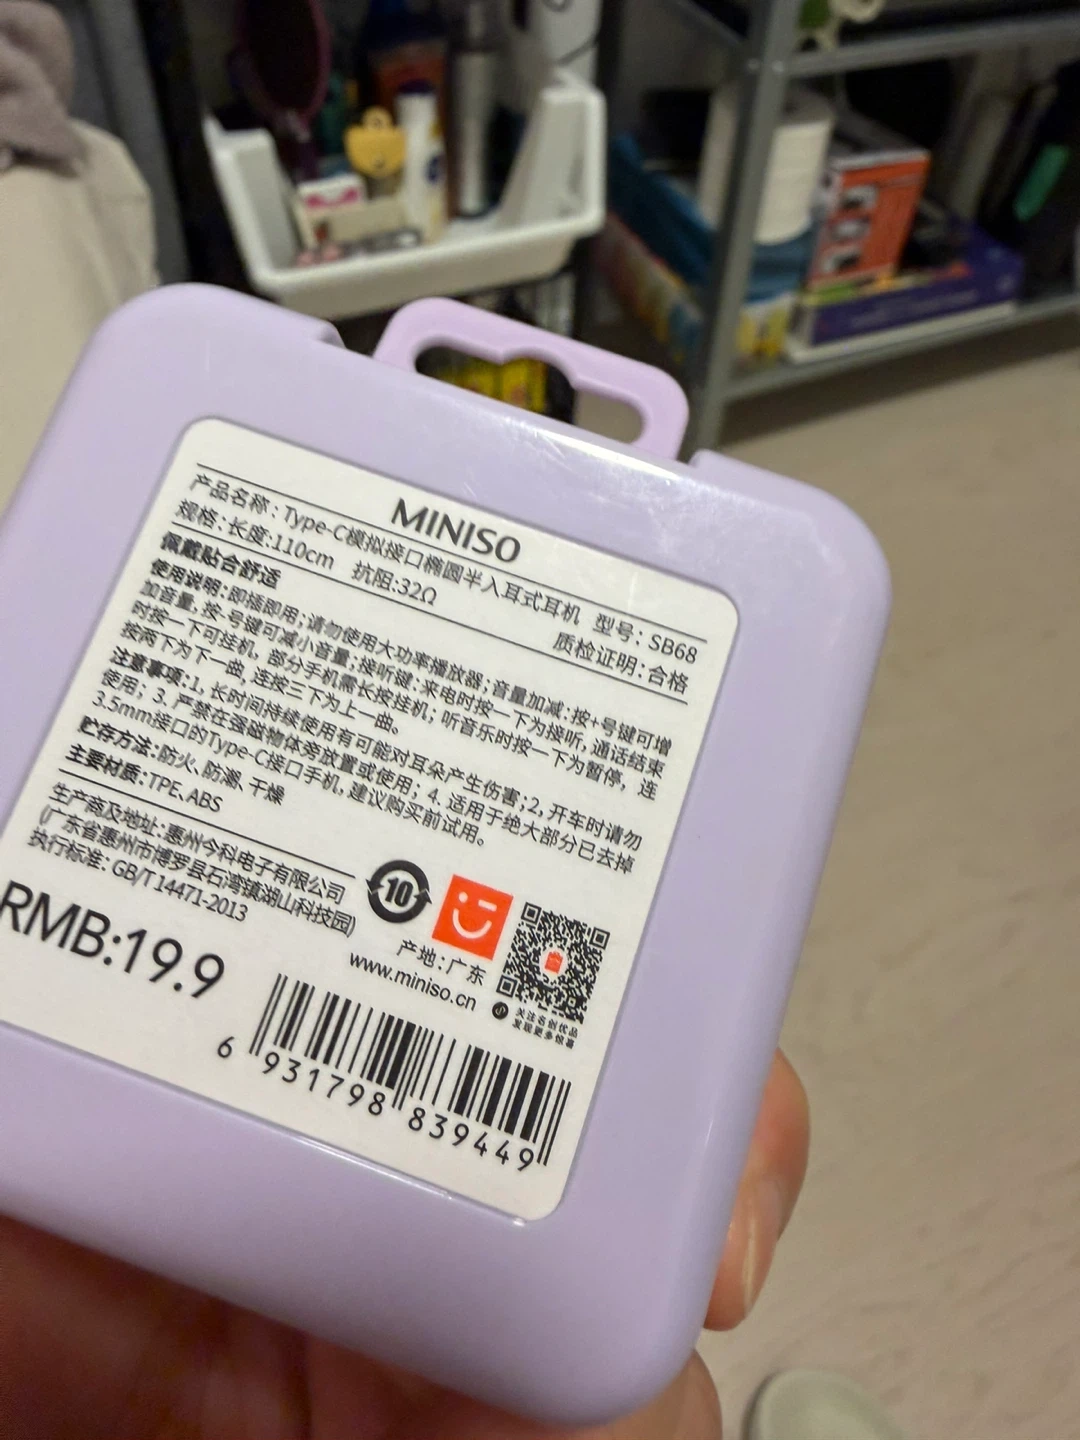 MINISO
产品名称：Type-C模拟接口椭圆半入耳式耳机 型号：SB68
规格：长度:110cm 抗阻:32Ω 质检证明：合格
佩戴贴合舒适
使用说明：即插即用；请勿使用大功率播放器；音量加减：按+号键可增
加音量，按-号键可减小音量；接听键：来电时按一下为接听，通话结束
时按一下可挂机，部分手机需长按挂机；听音乐时按一下为暂停，连
按两下为下一曲，连按三下为上一曲。
注意事项：1，长时间持续使用有可能对耳朵产生伤害；2，开车时请勿
使用；3. 严禁在强磁物体旁放置或使用；4. 适用于绝大部分已去掉
3.5mm接口的Type-C接口手机，建议购买前试用。
贮存方法：防火、防潮、干燥
主要材质：TPE、ABS
生产商及地址：惠州今科电子有限公司
(广东省惠州市博罗县石湾镇湖山科技园)
执行标准：GB/T 14471-2013
10
产地：广东
www.miniso.cn
RMB:19.9
关注名创优品
发现更多惊喜
6 931798 839449